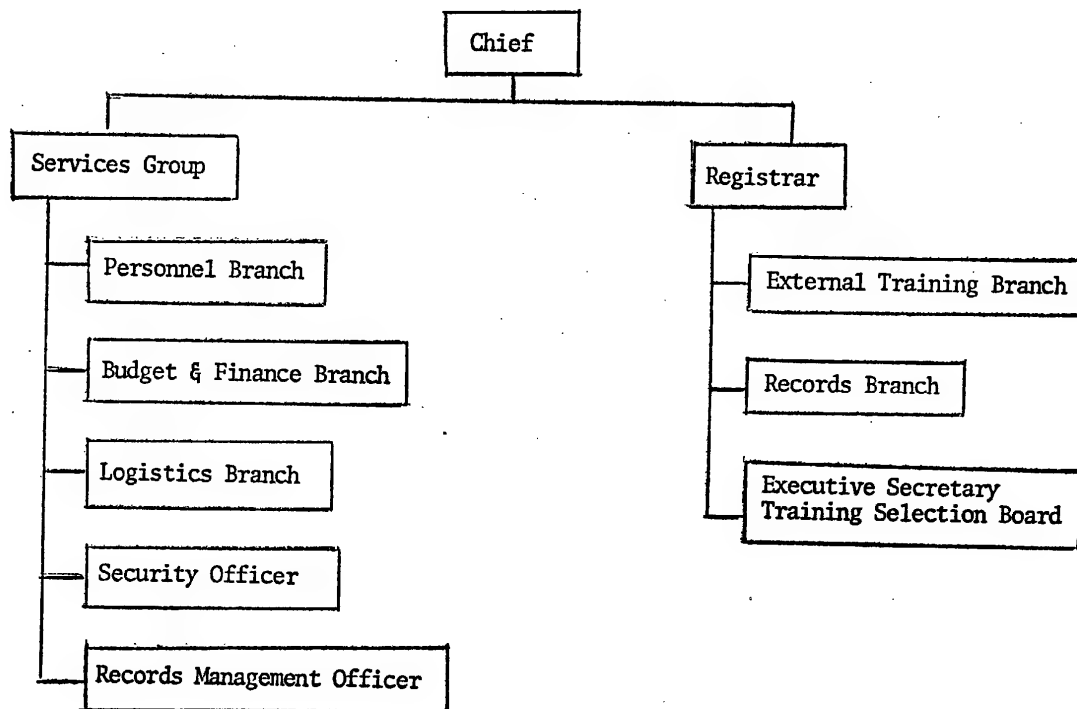 Chief
Services Group
Personnel Branch
Budget & Finance Branch
Logistics Branch
Security Officer
Records Management Officer
Registrar
External Training Branch
Records Branch
Executive Secretary
Training Selection Board